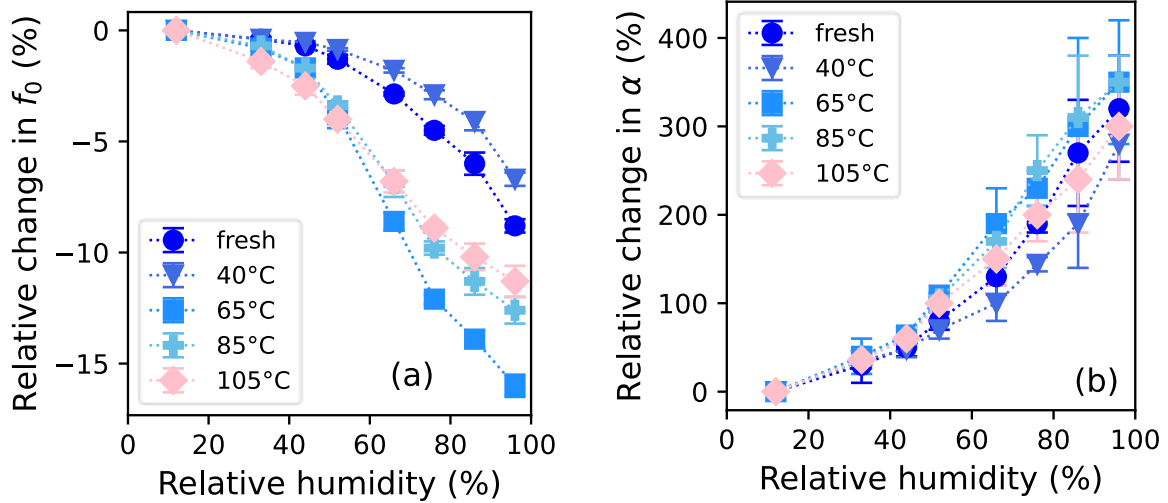 Relative change in f₀ (%)
0
−5
−10
−15
fresh
40°C
65°C
85°C
105°C
(a)
0 20 40 60 80 100
Relative humidity (%)
Relative change in α (%)
400
300
200
100
0
fresh
40°C
65°C
85°C
105°C
(b)
0 20 40 60 80 100
Relative humidity (%)